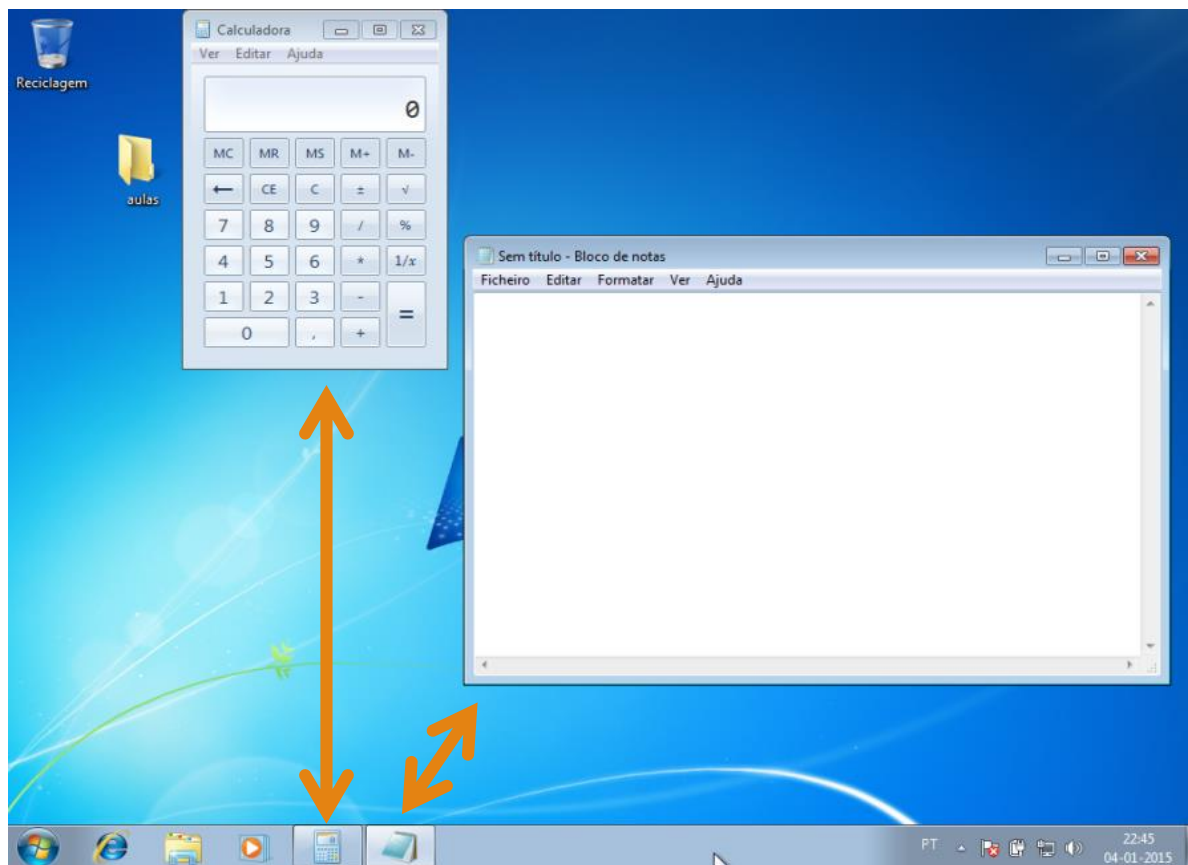 Reciclagem
aulas
Calculadora
Ver Editar Ajuda
0
MC MR MS M+ M-
← CE C ± √
7 8 9 / %
4 5 6 * 1/x
1 2 3 - =
0 , +
Sem título - Bloco de notas
Ficheiro Editar Formatar Ver Ajuda
PT
22:45
04-01-2015